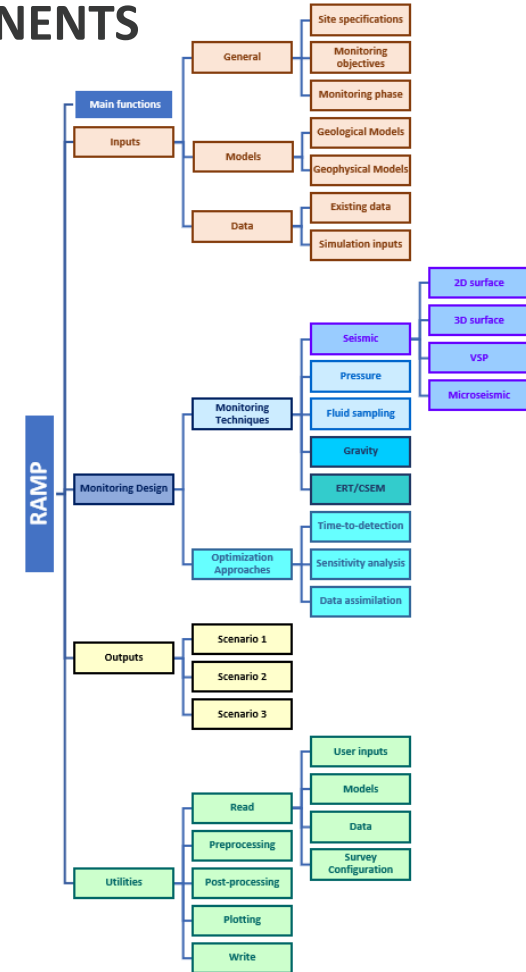 NENTS
RAMP
Main functions
Inputs
General
Site specifications
Monitoring
objectives
Monitoring phase
Models
Geological Models
Geophysical Models
Data
Existing data
Simulation inputs
Monitoring Design
Monitoring
Techniques
Seismic
2D surface
3D surface
VSP
Microseismic
Pressure
Fluid sampling
Gravity
ERT/CSEM
Optimization
Approaches
Time-to-detection
Sensitivity analysis
Data assimilation
Outputs
Scenario 1
Scenario 2
Scenario 3
Utilities
Read
User inputs
Models
Data
Survey
Configuration
Preprocessing
Post-processing
Plotting
Write